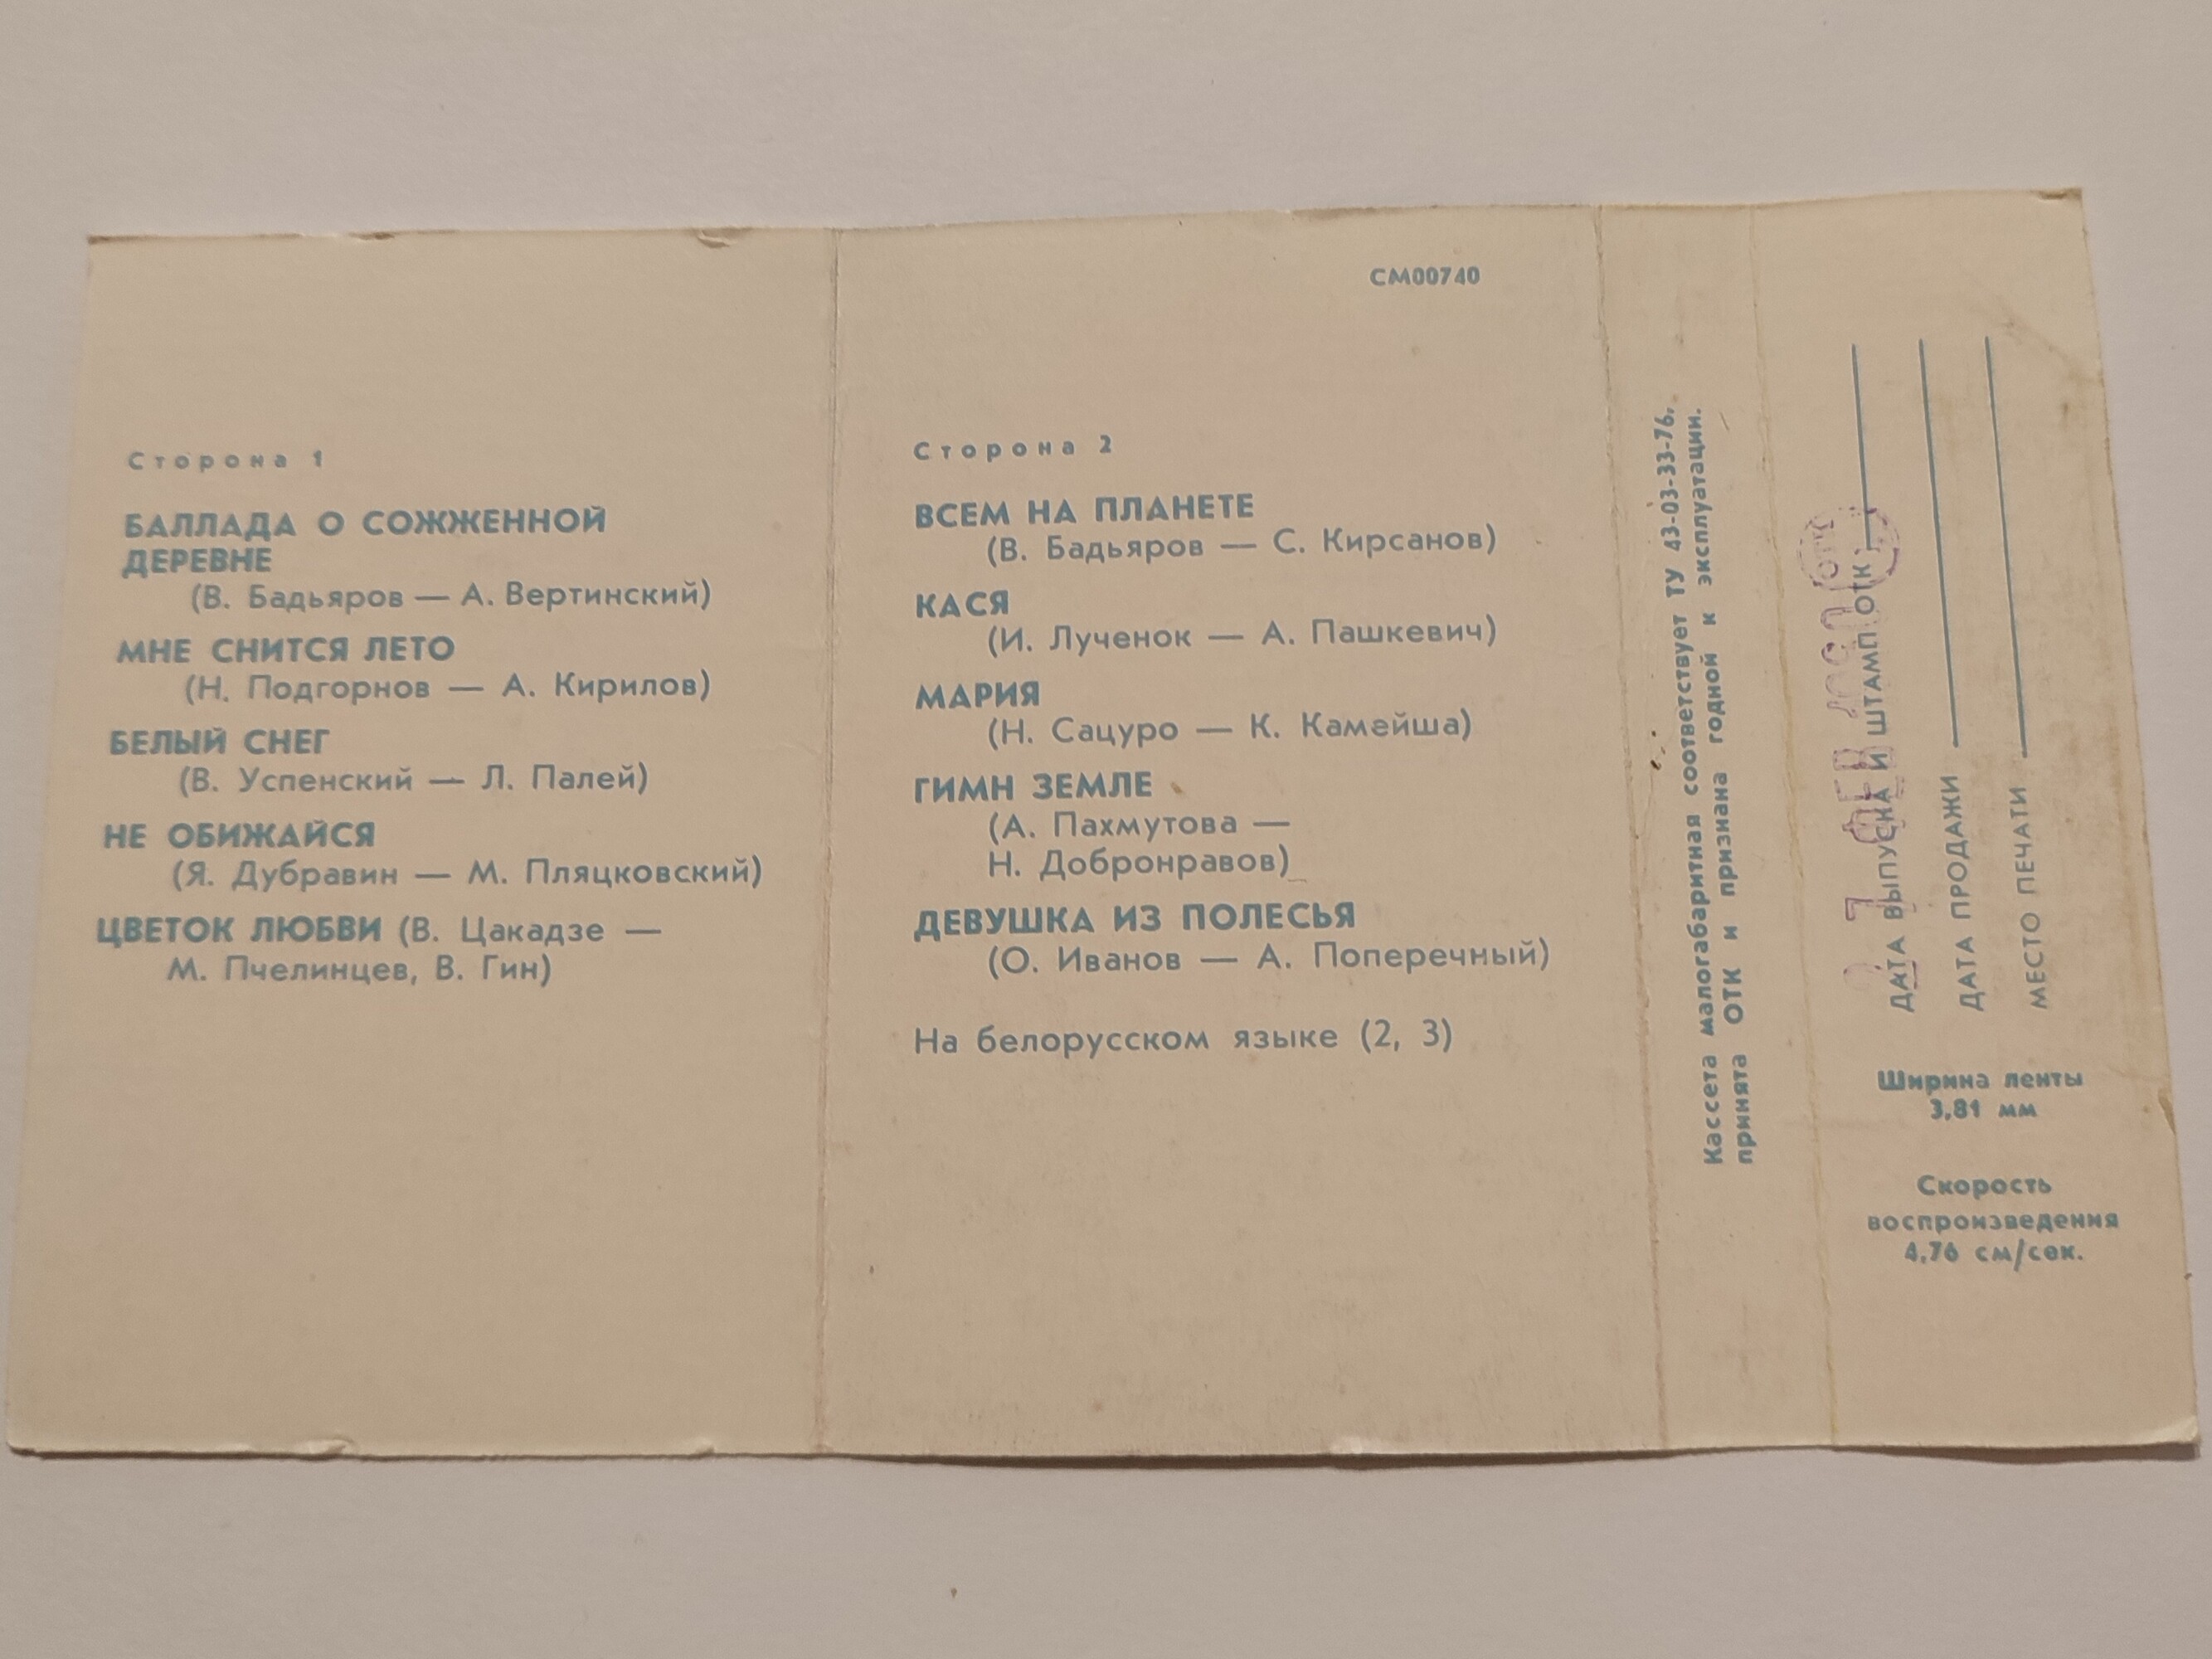 Сторона 1
БАЛЛАДА О СОЖЖЕННОЙ
ДЕРЕВНЕ
(В. Бадьяров — А. Вертинский)
МНЕ СНИТСЯ ЛЕТО
(Н. Подгорнов — А. Кирилов)
БЕЛЫЙ СНЕГ
(В. Успенский — Л. Палей)
НЕ ОБИЖАЙСЯ
(Я. Дубравин — М. Пляцковский)
ЦВЕТОК ЛЮБВИ (В. Цакадзе —
М. Пчелинцев, В. Гин)
СМ00740
Сторона 2
ВСЕМ НА ПЛАНЕТЕ
(В. Бадьяров — С. Кирсанов)
КАСЯ
(И. Лученок — А. Пашкевич)
МАРИЯ
(Н. Сацуро — К. Камейша)
ГИМН ЗЕМЛЕ
(А. Пахмутова —
Н. Добронравов)
ДЕВУШКА ИЗ ПОЛЕСЬЯ
(О. Иванов — А. Поперечный)
На белорусском языке (2, 3)
Кассета малогабаритная соответствует ТУ 43-03-33-76,
принята ОТК и признана годной к эксплуатации.
ДАТА ВЫПУСКА И ШТАМП ОТК
ДАТА ПРОДАЖИ
МЕСТО ПЕЧАТИ
ОТК
Ширина ленты
3,81 мм
Скорость
воспроизведения
4,76 см/сек.